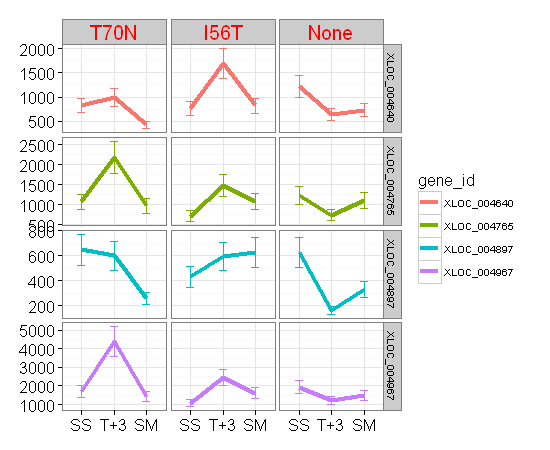 T70N I56T None
2000
1500
1000
500
XLOC_004640
2500
2000
1500
1000
500
XLOC_004765
800
600
400
200
XLOC_004897
5000
4000
3000
2000
1000
XLOC_004967
SS T+3 SM SS T+3 SM SS T+3 SM
gene_id
XLOC_004640
XLOC_004765
XLOC_004897
XLOC_004967